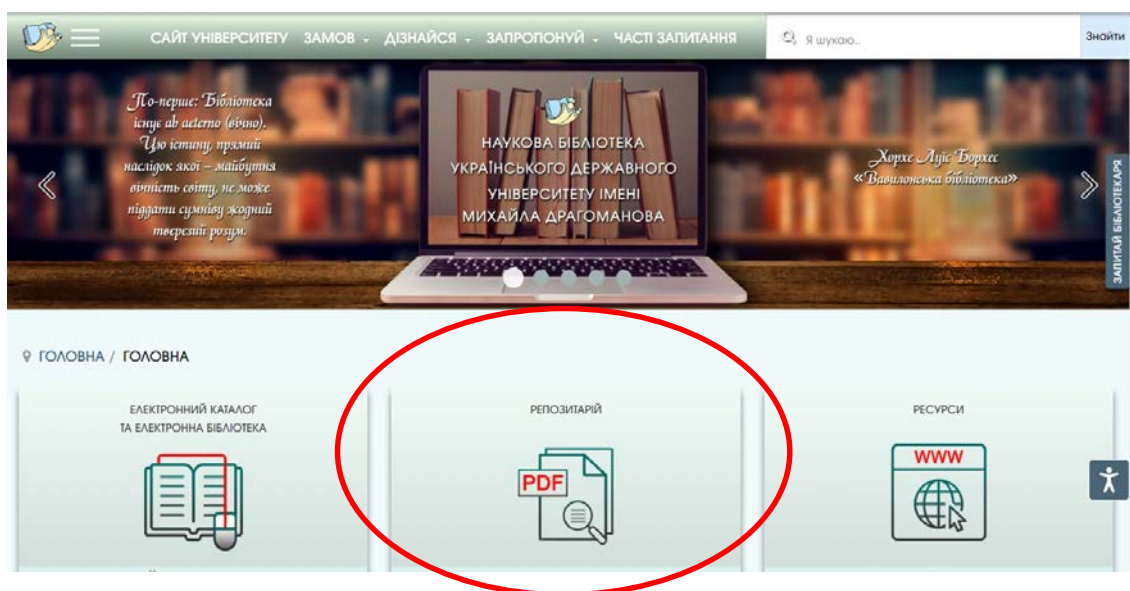 САЙТ УНІВЕРСИТЕТУ ЗАМОВ ДІЗНАЙСЯ ЗАПРОПОНУЙ ЧАСТІ ЗАПИТАННЯ Я шукаю.. Знайти
По-перше: Бібліотека
існує ab aeterno (вічно).
Цю істину, прямий
наслідок якої – майбутня
вічність світу, не може
піддати сумніву жодний
тверезий розум.
НАУКОВА БІБЛІОТЕКА
УКРАЇНСЬКОГО ДЕРЖАВНОГО
УНІВЕРСИТЕТУ ІМЕНІ
МИХАЙЛА ДРАГОМАНОВА
Хорхе Луїс Борхес
«Вавилонська бібліотека»
ЗАПИТАЙ БІБЛІОТЕКАРЯ
ГОЛОВНА / ГОЛОВНА
ЕЛЕКТРОННИЙ КАТАЛОГ
ТА ЕЛЕКТРОННА БІБЛІОТЕКА
РЕПОЗИТАРІЙ
PDF
РЕСУРСИ
WWW